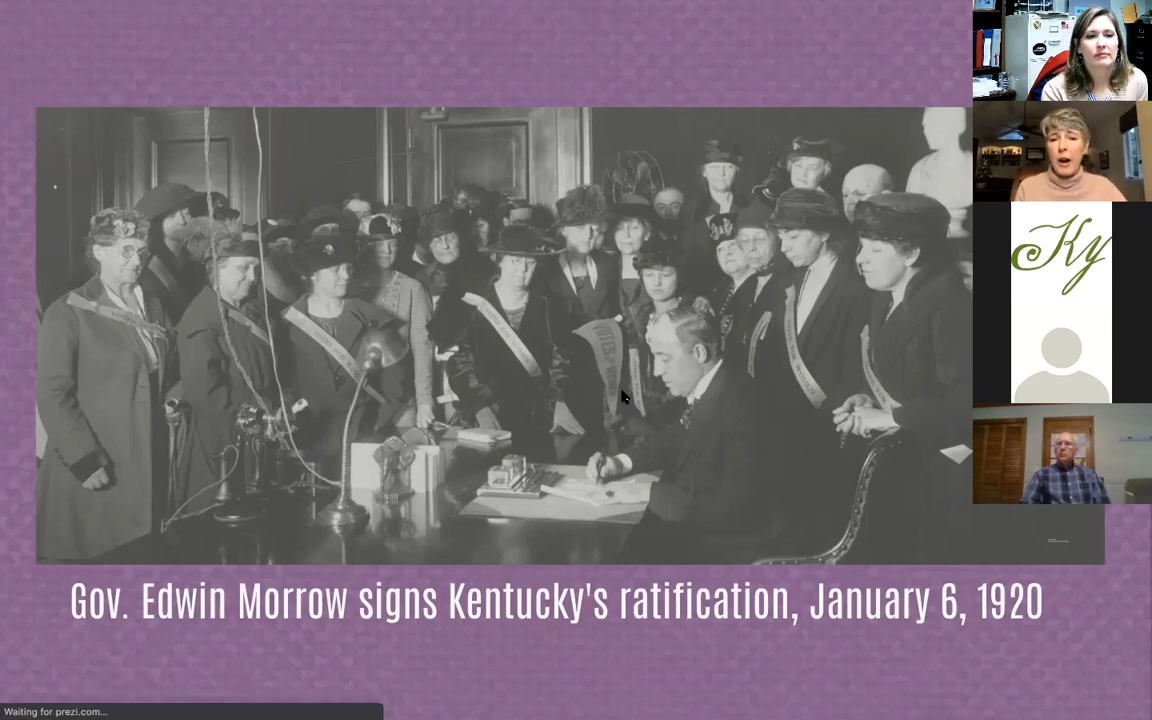 Ky
VOTES FOR WOMEN
Gov. Edwin Morrow signs Kentucky's ratification, January 6, 1920
Waiting for prezi.com...